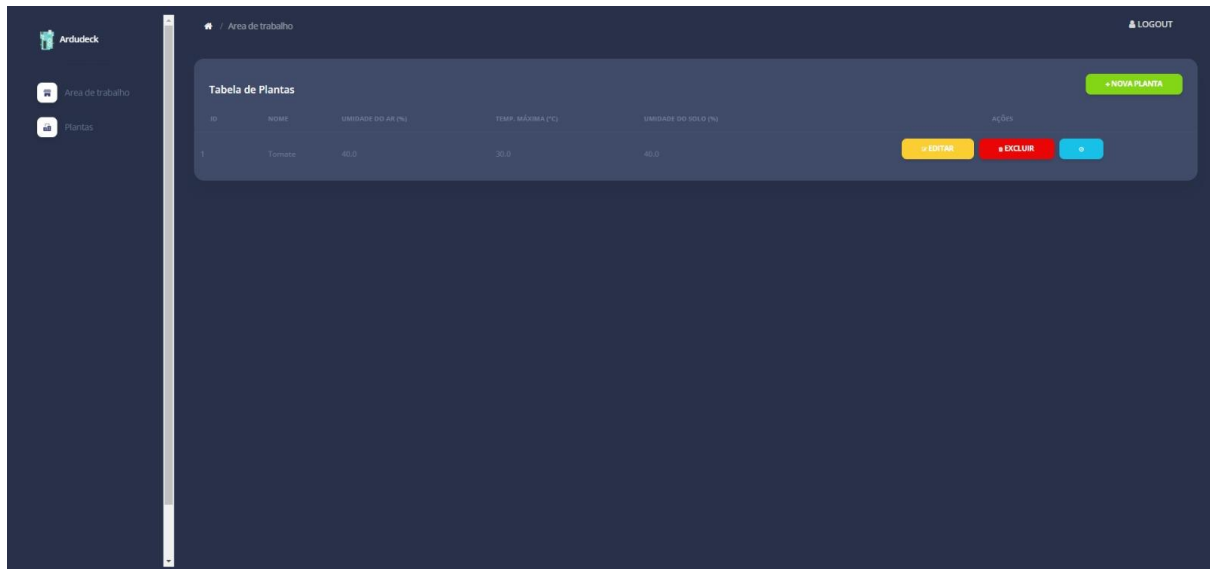 Ardudeck
Area de trabalho
Plantas
/ Area de trabalho
LOGOUT
Tabela de Plantas
+ NOVA PLANTA
ID NOME UMIDADE DO AR (%) TEMP. MÁXIMA (°C) UMIDADE DO SOLO (%) AÇÕES
1 Tomate 40.0 30.0 40.0 EDITAR EXCLUIR